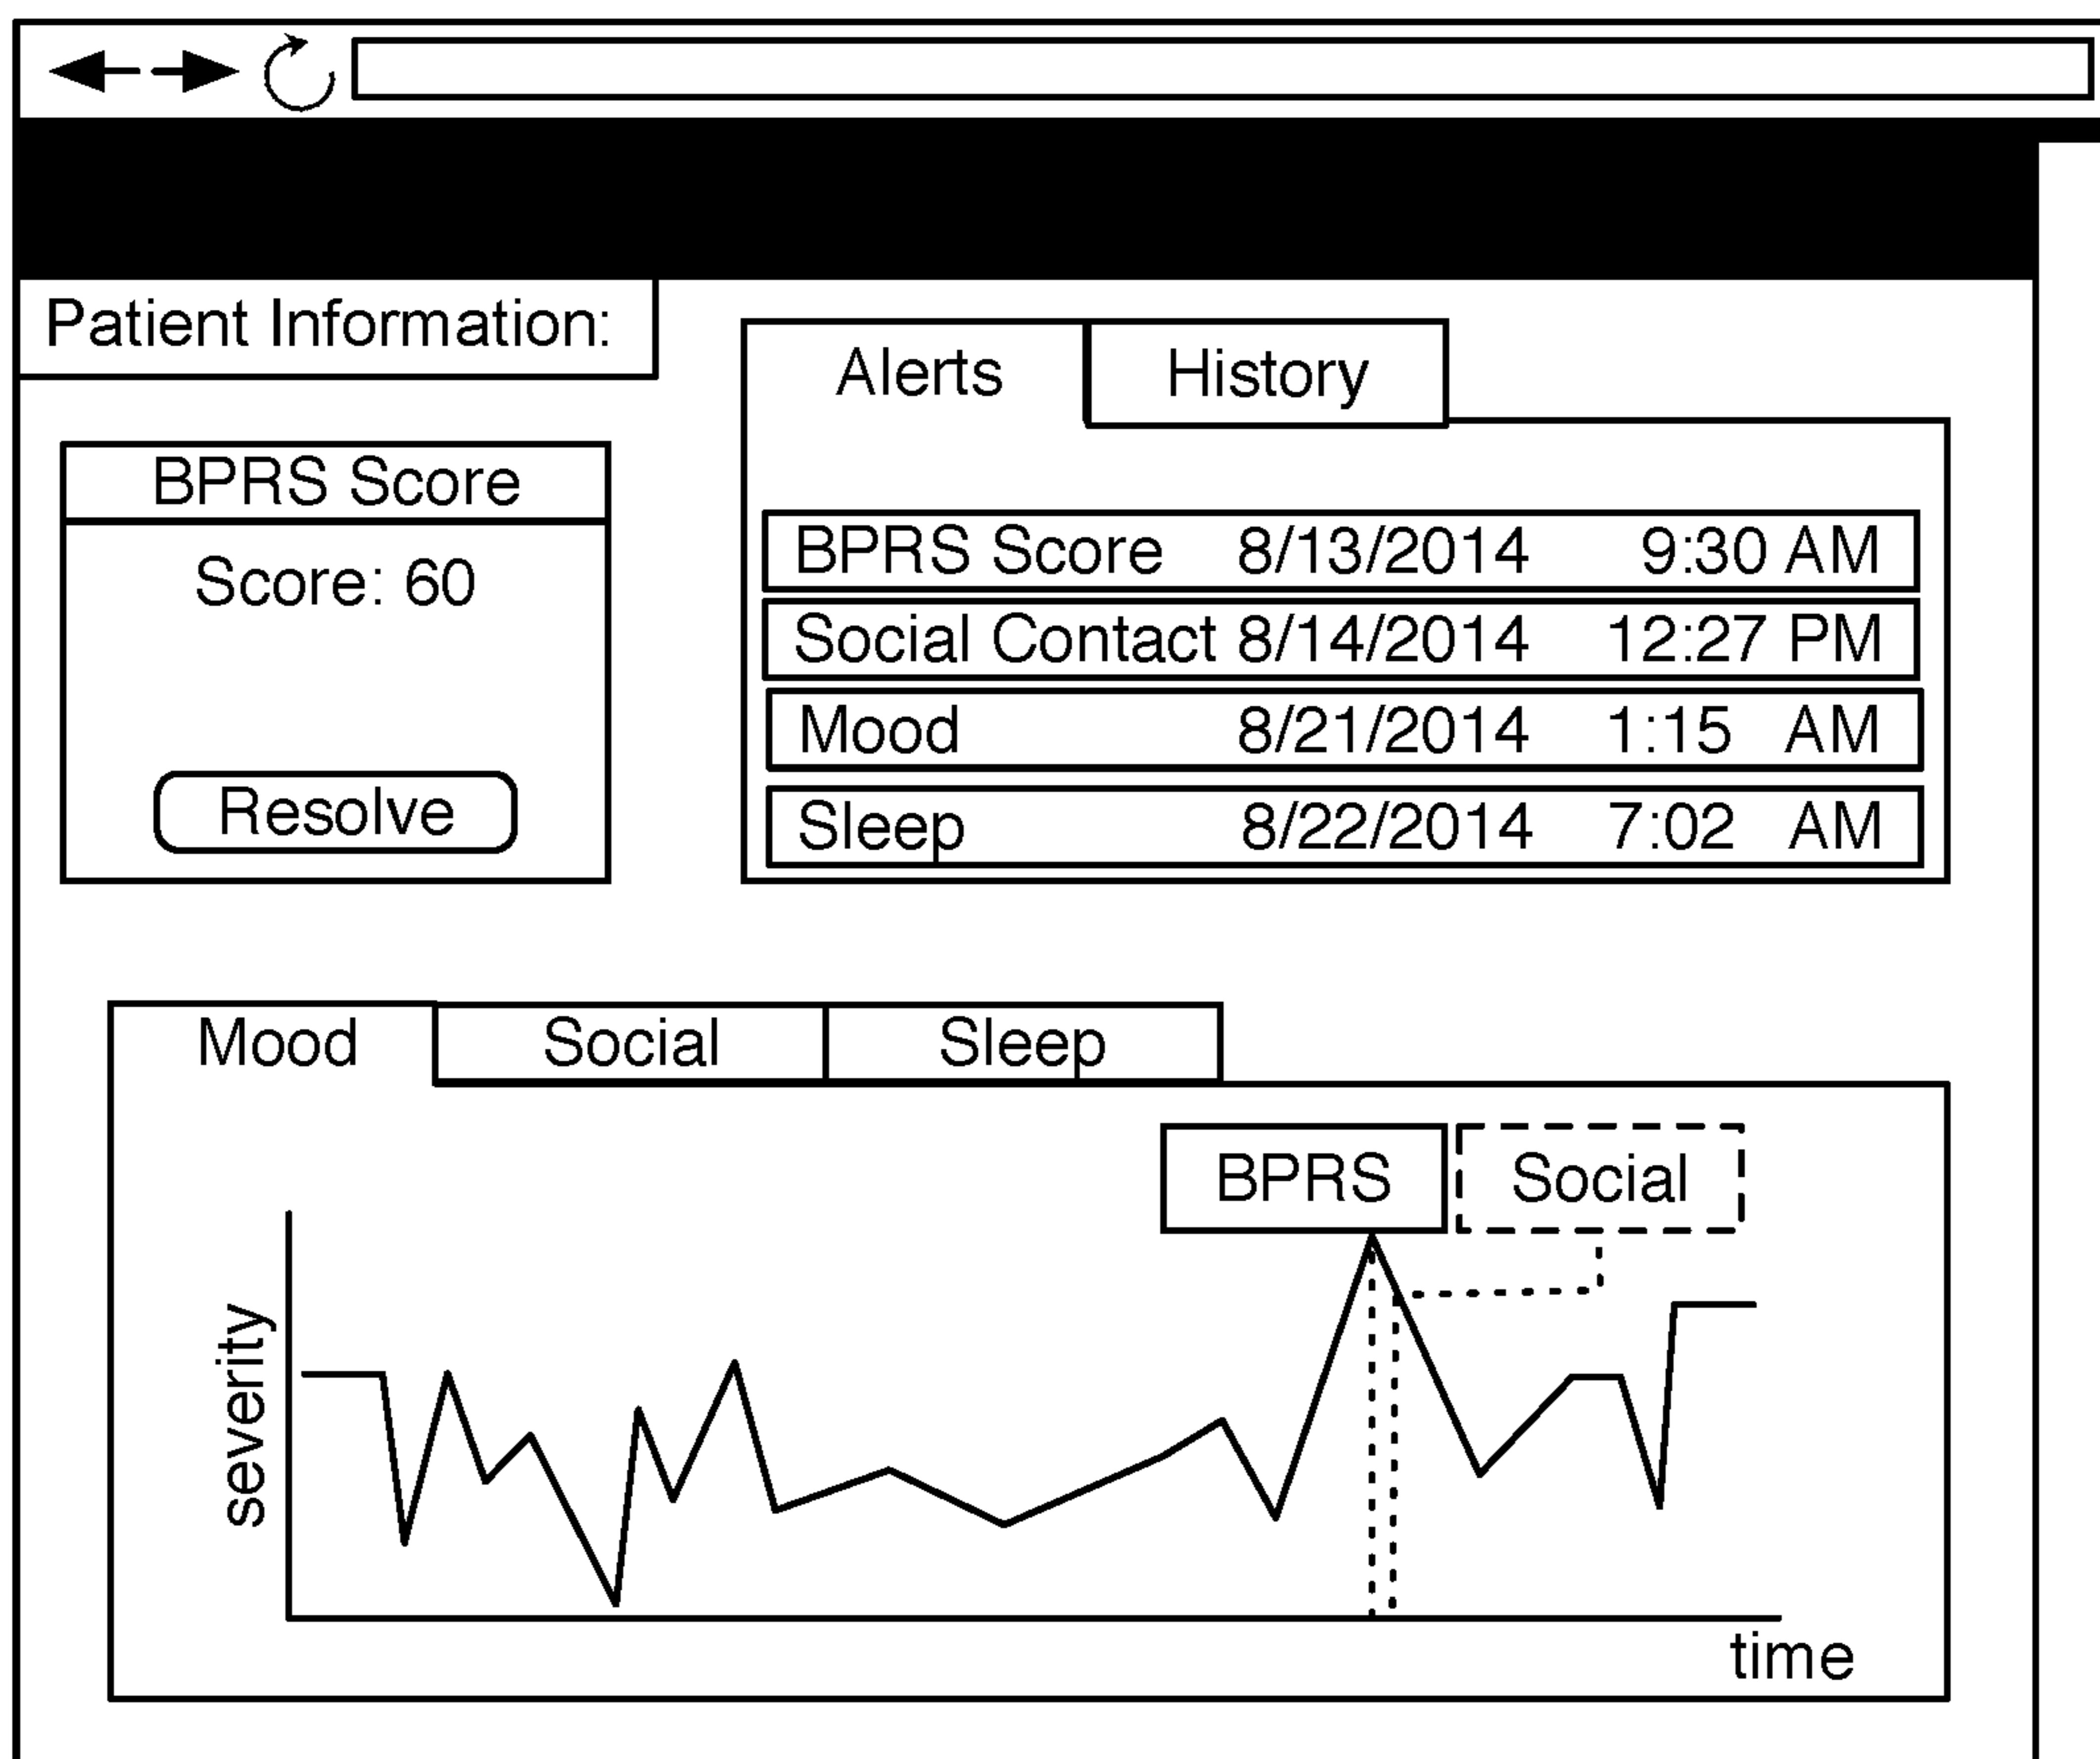 Patient Information:
Alerts
History
BPRS Score
Score: 60
Resolve
BPRS Score 8/13/2014 9:30 AM
Social Contact 8/14/2014 12:27 PM
Mood 8/21/2014 1:15 AM
Sleep 8/22/2014 7:02 AM
Mood
Social
Sleep
BPRS
Social
severity
time